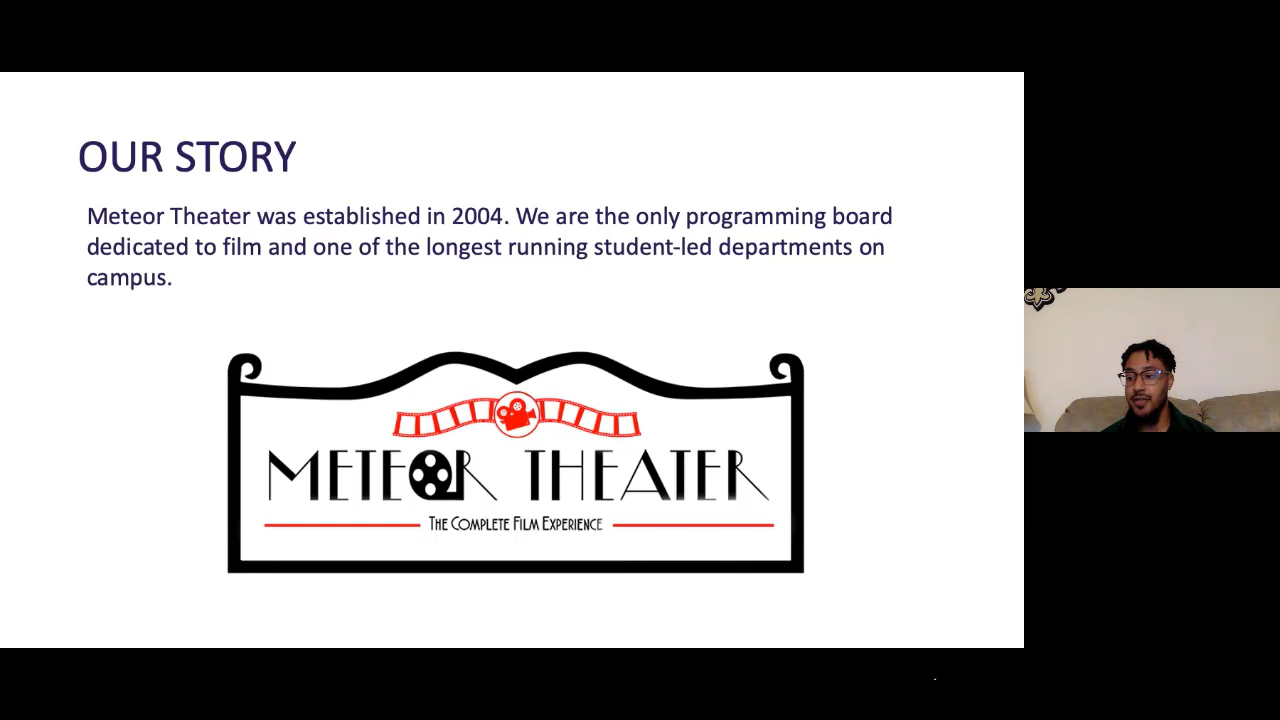 OUR STORY
Meteor Theater was established in 2004. We are the only programming board
dedicated to film and one of the longest running student-led departments on
campus.
METEOR THEATER
THE COMPLETE FILM EXPERIENCE